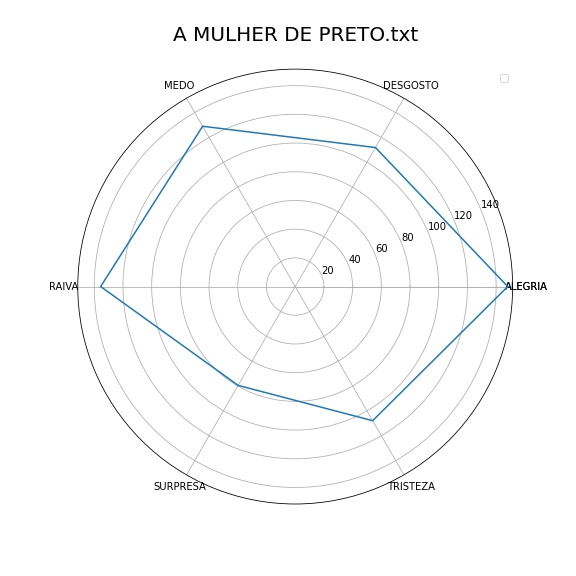 A MULHER DE PRETO.txt
MEDO
DESGOSTO
140
120
100
80
60
40
20
RAIVA
ALEGRIA
SURPRESA
TRISTEZA